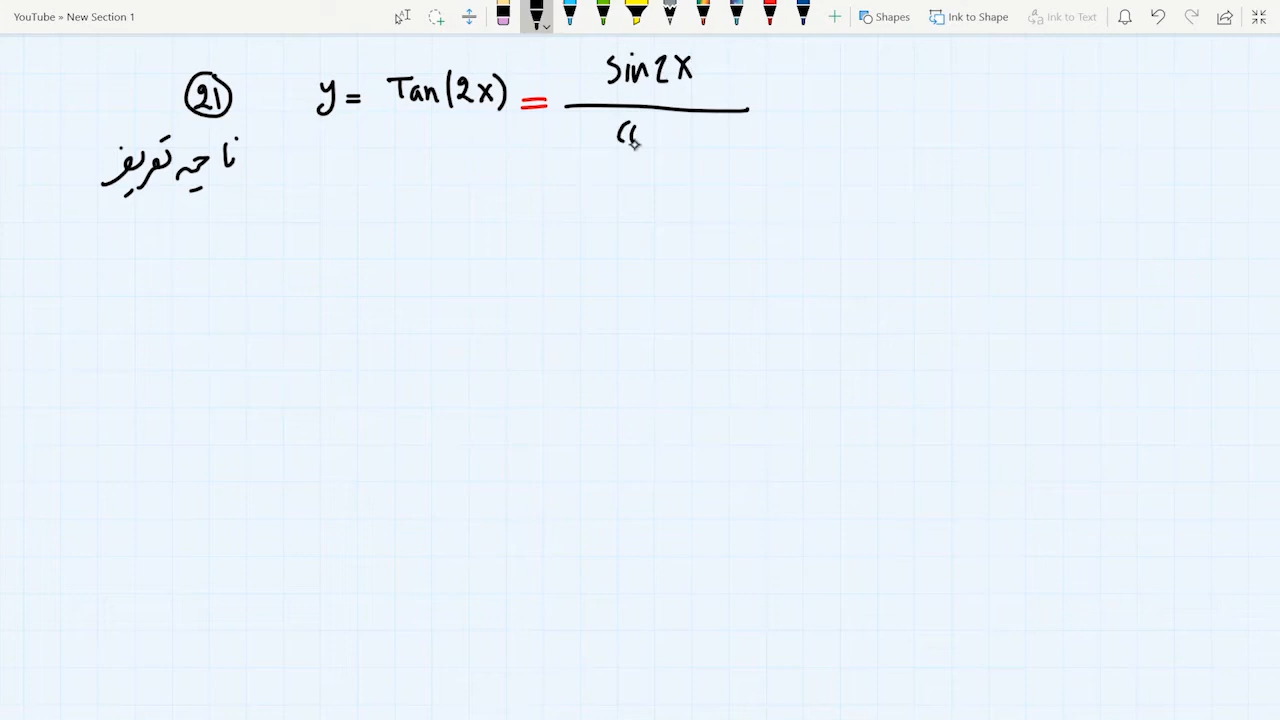 Youtube » New Section 1
Shapes
Ink to Shape
Ink to Text
21 y = Tan(2x) = sin2x
ناحیه تعریف